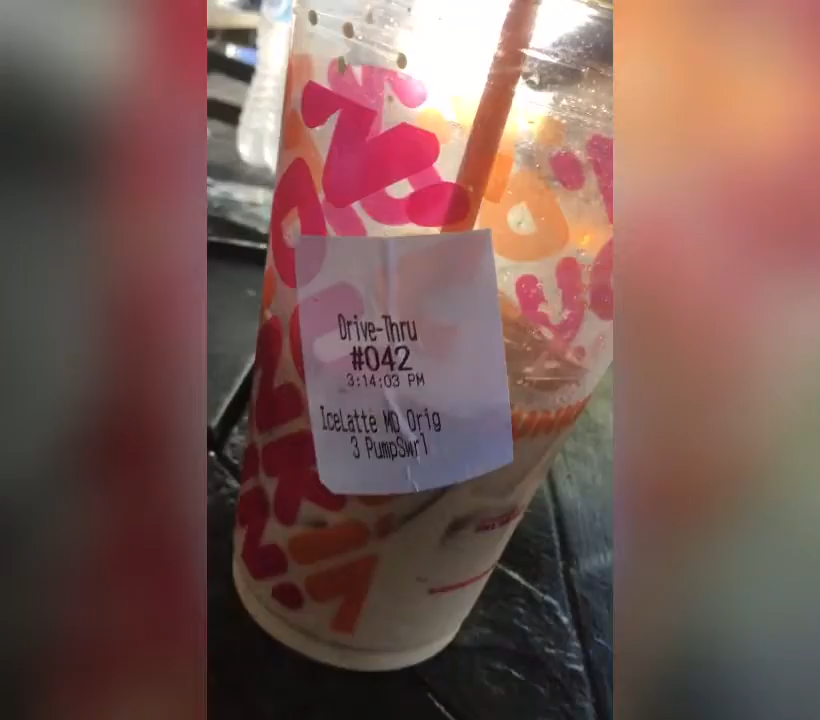 Drive-Thru
#042
3:14:03 PM
IceLatte MD Orig
3 PumpSwrl